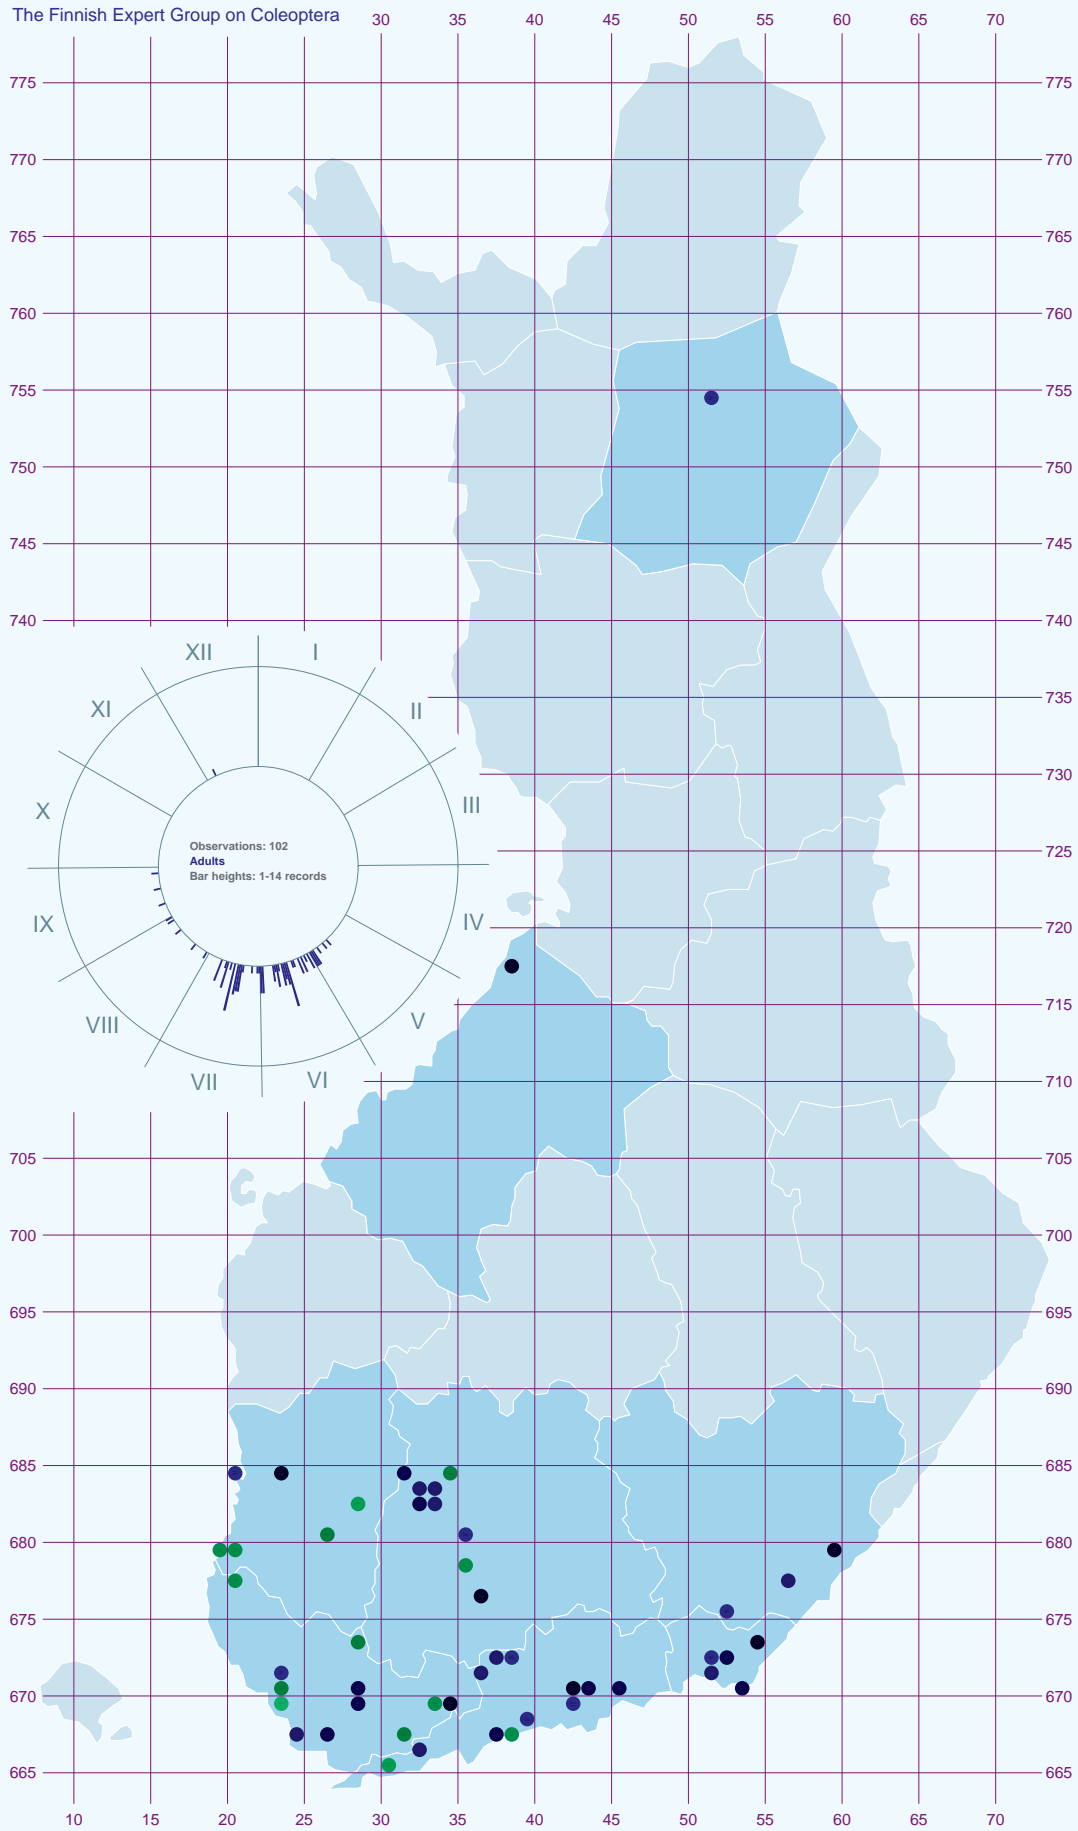 The Finnish Expert Group on Coleoptera
30 35 40 45 50 55 60 65 70
775 775
770 770
765 765
760 760
755 755
750 750
745 745
740 740
XII I
XI II
735
730
X III
Observations: 102
Adults
Bar heights: 1-14 records
725
IX IV
720
715
VIII V
VII VI
710
705 705
700 700
695 695
690 690
685 685
680 680
675 675
670 670
665 665
10 15 20 25 30 35 40 45 50 55 60 65 70